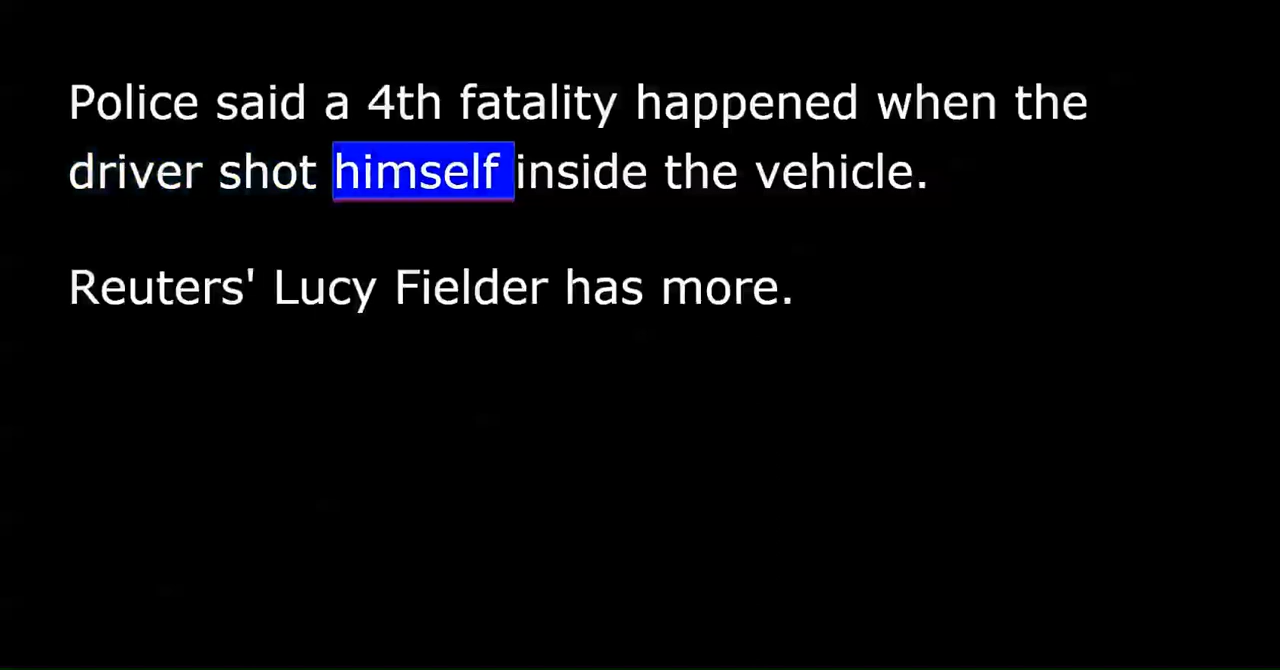 Police said a 4th fatality happened when the
driver shot himself inside the vehicle.
Reuters' Lucy Fielder has more.